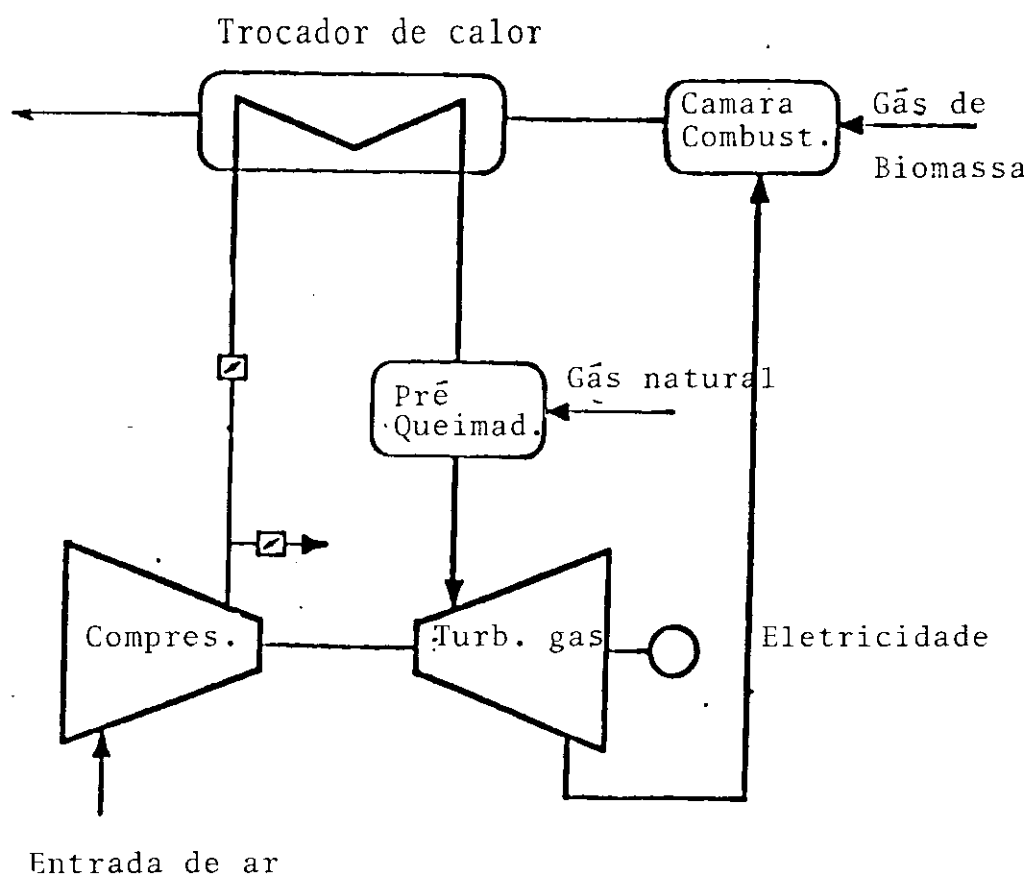 Trocador de calor
Camara
Combust.
Gás de
Biomassa
Pré
Queimad.
Gás natural
Compres.
Turb. gas
Eletricidade
Entrada de ar